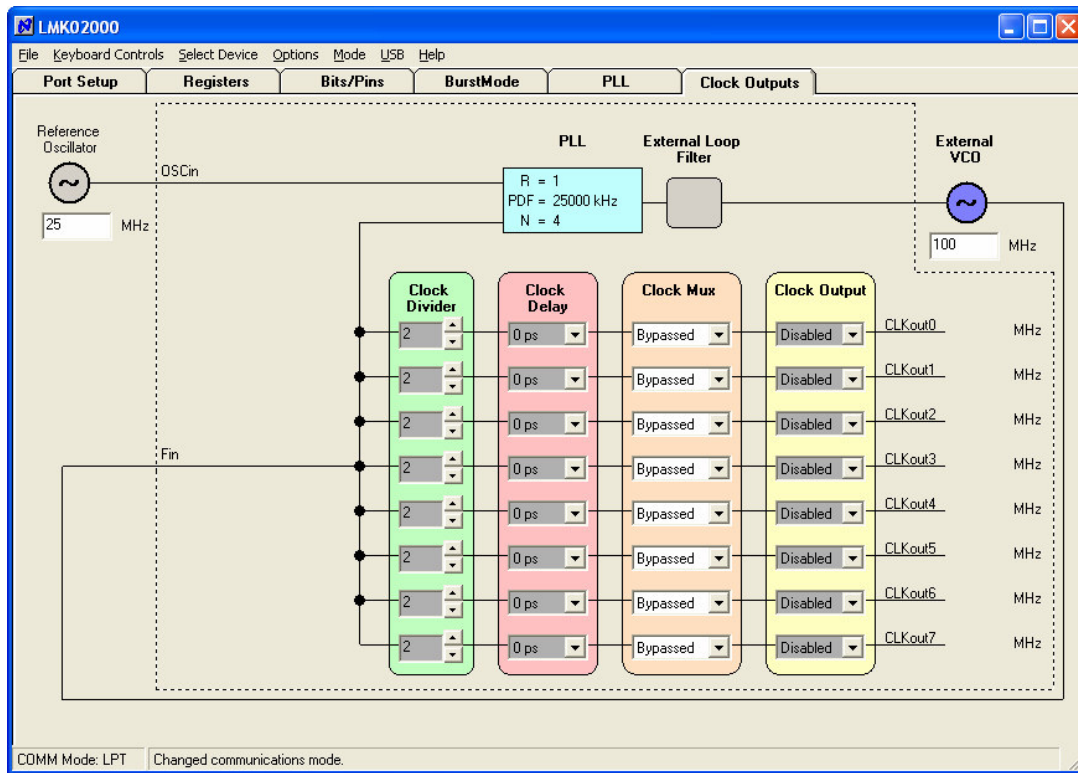 LMK02000
File Keyboard Controls Select Device Options Mode USB Help
Port Setup Registers Bits/Pins BurstMode PLL Clock Outputs
Reference
Oscillator
25 MHz
OSCin
PLL
R = 1
PDF = 25000 kHz
N = 4
External Loop
Filter
External
VCO
100 MHz
Fin
Clock
Divider
Clock
Delay
Clock Mux
Clock Output
2 0 ps Bypassed Disabled CLKout0 MHz
2 0 ps Bypassed Disabled CLKout1 MHz
2 0 ps Bypassed Disabled CLKout2 MHz
2 0 ps Bypassed Disabled CLKout3 MHz
2 0 ps Bypassed Disabled CLKout4 MHz
2 0 ps Bypassed Disabled CLKout5 MHz
2 0 ps Bypassed Disabled CLKout6 MHz
2 0 ps Bypassed Disabled CLKout7 MHz
COMM Mode: LPT Changed communications mode.